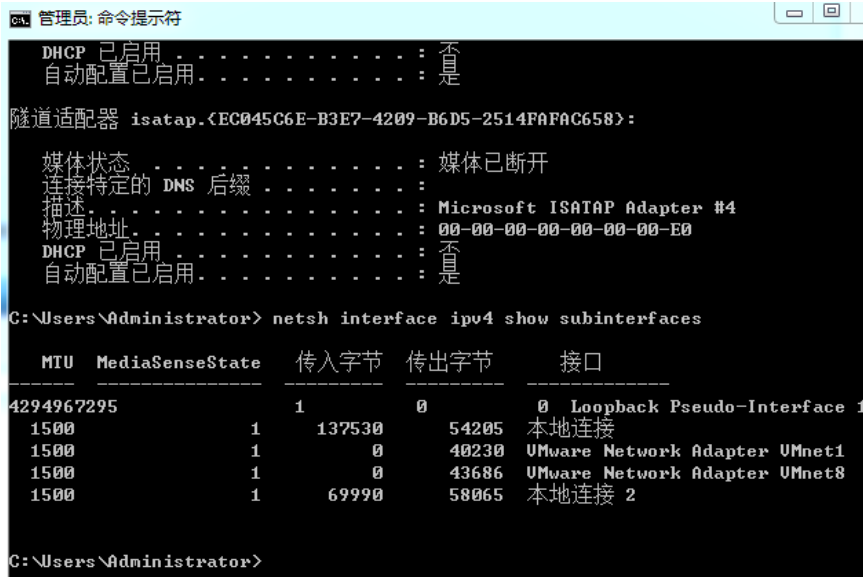 管理员: 命令提示符
DHCP 已启用 . . . . . . . . . . . : 否
自动配置已启用. . . . . . . . . . : 是
隧道适配器 isatap.{EC045C6E-B3E7-4209-B6D5-2514FAFAC658}:
媒体状态 . . . . . . . . . . . . : 媒体已断开
连接特定的 DNS 后缀 . . . . . . . :
描述. . . . . . . . . . . . . . . : Microsoft ISATAP Adapter #4
物理地址. . . . . . . . . . . . . : 00-00-00-00-00-00-00-E0
DHCP 已启用 . . . . . . . . . . . : 否
自动配置已启用. . . . . . . . . . : 是
C:\Users\Administrator> netsh interface ipv4 show subinterfaces
MTU MediaSenseState 传入字节 传出字节 接口
------ --------------- --------- --------- -------------
4294967295 1 0 0 Loopback Pseudo-Interface 1
1500 1 137530 54205 本地连接
1500 1 0 40230 VMware Network Adapter VMnet1
1500 1 0 43686 VMware Network Adapter VMnet8
1500 1 69990 58065 本地连接 2
C:\Users\Administrator>